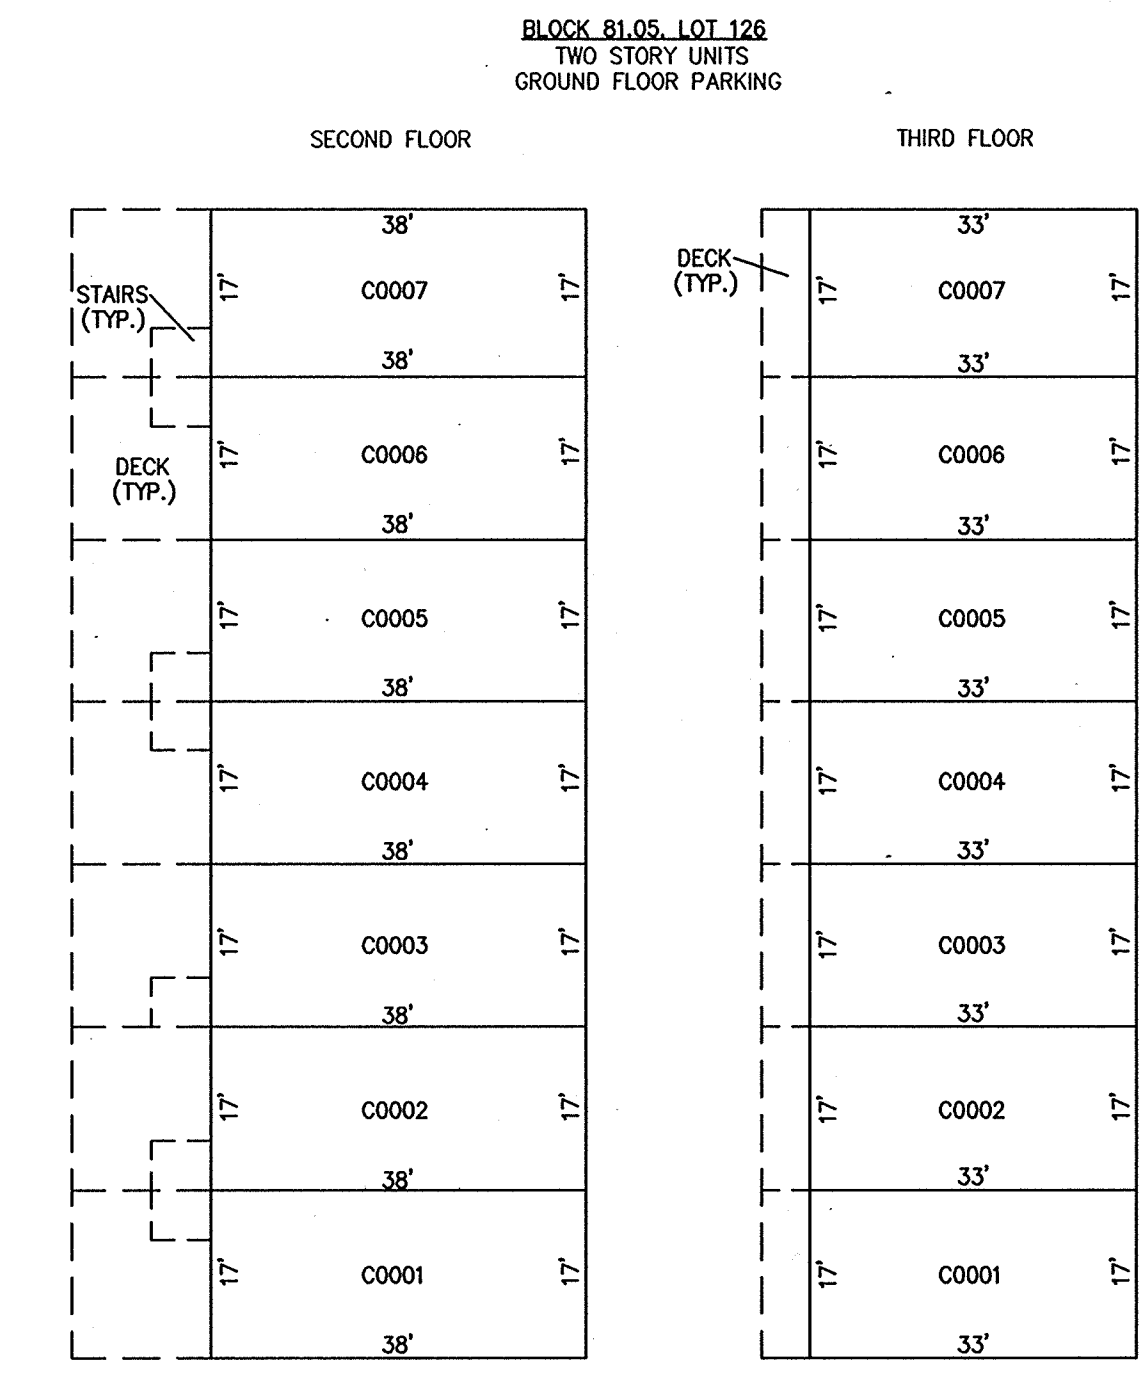 BLOCK 81.05, LOT 126
TWO STORY UNITS
GROUND FLOOR PARKING
SECOND FLOOR
38'
17'
C0007
17'
STAIRS
(TYP.)
38'
17'
C0006
17'
DECK
(TYP.)
38'
17'
C0005
17'
38'
17'
C0004
17'
38'
17'
C0003
17'
38'
17'
C0002
17'
38'
17'
C0001
17'
38'
THIRD FLOOR
33'
DECK
(TYP.)
17'
C0007
17'
33'
17'
C0006
17'
33'
17'
C0005
17'
33'
17'
C0004
17'
33'
17'
C0003
17'
33'
17'
C0002
17'
33'
17'
C0001
17'
33'